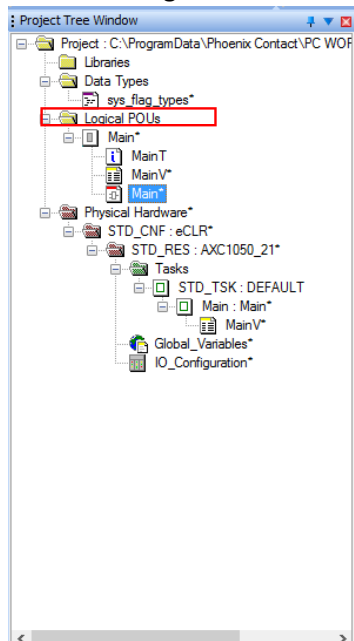 Project Tree Window
Project : C:\ProgramData\Phoenix Contact\PC WOF
Libraries
Data Types
sys_flag_types*
Logical POUs
Main*
MainT
MainV*
Main*
Physical Hardware*
STD_CNF : eCLR*
STD_RES : AXC1050_21*
Tasks
STD_TSK : DEFAULT
Main : Main*
MainV*
Global_Variables*
IO_Configuration*